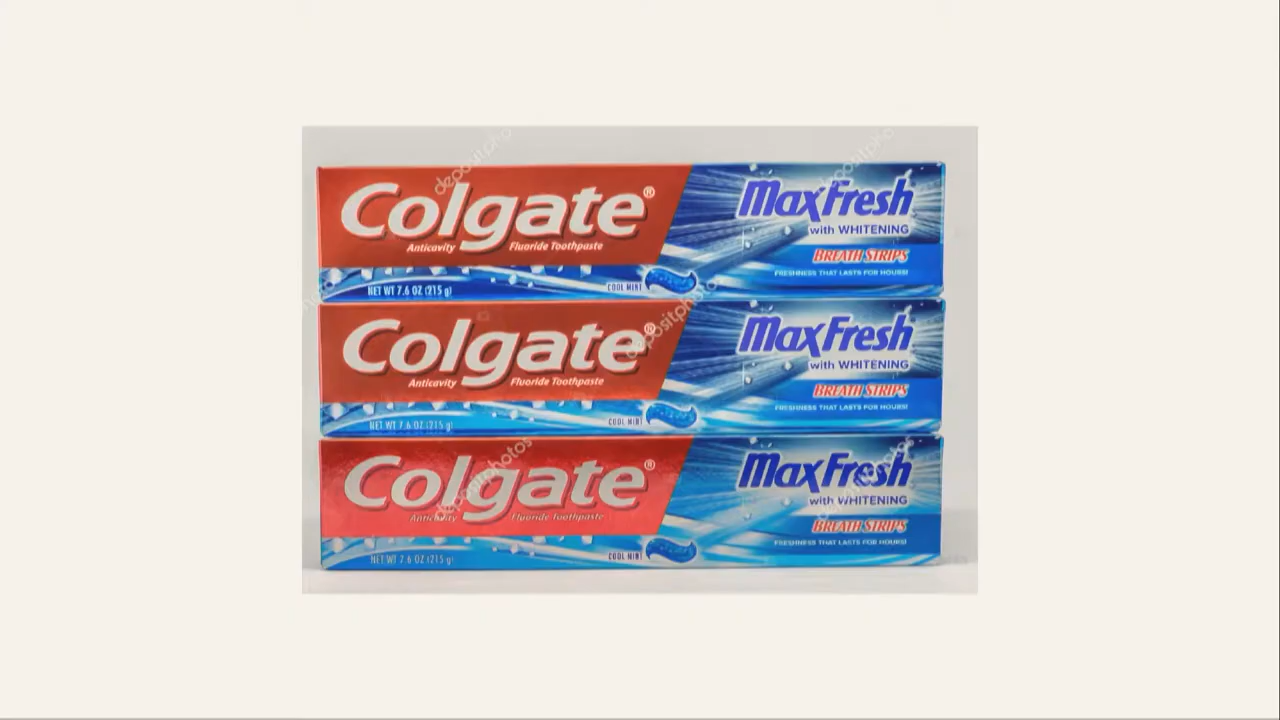 depositphotos
Colgate®
Anticavity Fluoride Toothpaste
NET WT 7.6 OZ (215 g)
COOL MINT
MaxFresh
with WHITENING
BREATH STRIPS
FRESHNESS THAT LASTS FOR HOURS!
Colgate®
Anticavity Fluoride Toothpaste
NET WT 7.6 OZ (215 g)
COOL MINT
MaxFresh
with WHITENING
BREATH STRIPS
FRESHNESS THAT LASTS FOR HOURS!
Colgate®
Anticavity Fluoride Toothpaste
NET WT 7.6 OZ (215 g)
COOL MINT
MaxFresh
with WHITENING
BREATH STRIPS
FRESHNESS THAT LASTS FOR HOURS!